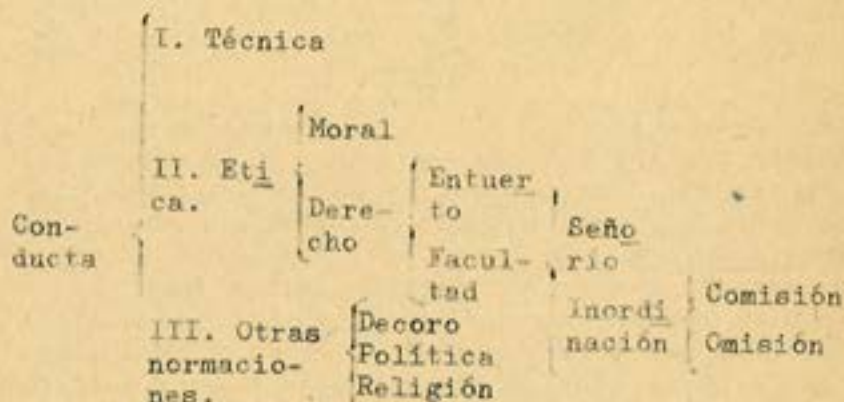 I. Técnica
Moral
II. Eti
ca.
Dere-
cho
Entuer
to
Facul-
tad
Con-
ducta
Seño
río
Inordi
nación
Comisión
Omisión
III. Otras
normacio-
nes.
Decoro
Política
Religión